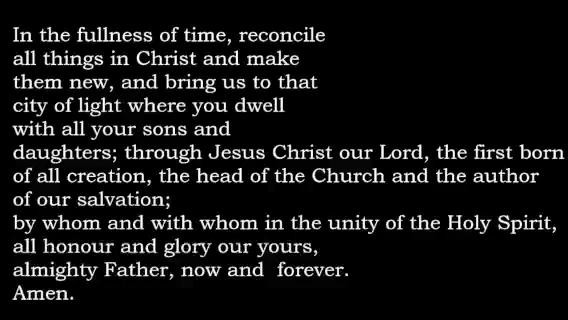 In the fullness of time, reconcile
all things in Christ and make
them new, and bring us to that
city of light where you dwell
with all your sons and
daughters; through Jesus Christ our Lord, the first born
of all creation, the head of the Church and the author
of our salvation;
by whom and with whom in the unity of the Holy Spirit,
all honour and glory our yours,
almighty Father, now and  forever.
Amen.